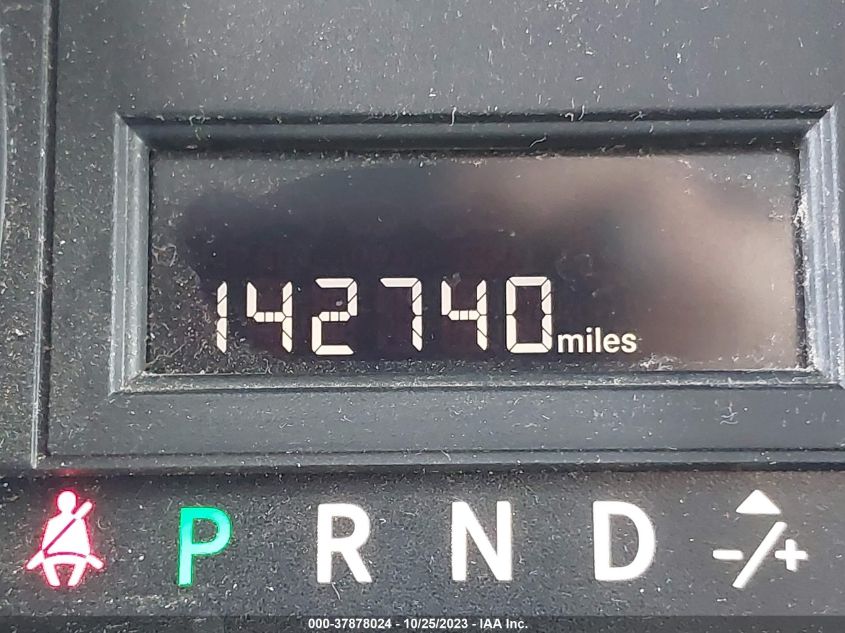 142740miles
P R N D -/+
000-37878024 - 10/25/2023 - IAA Inc.